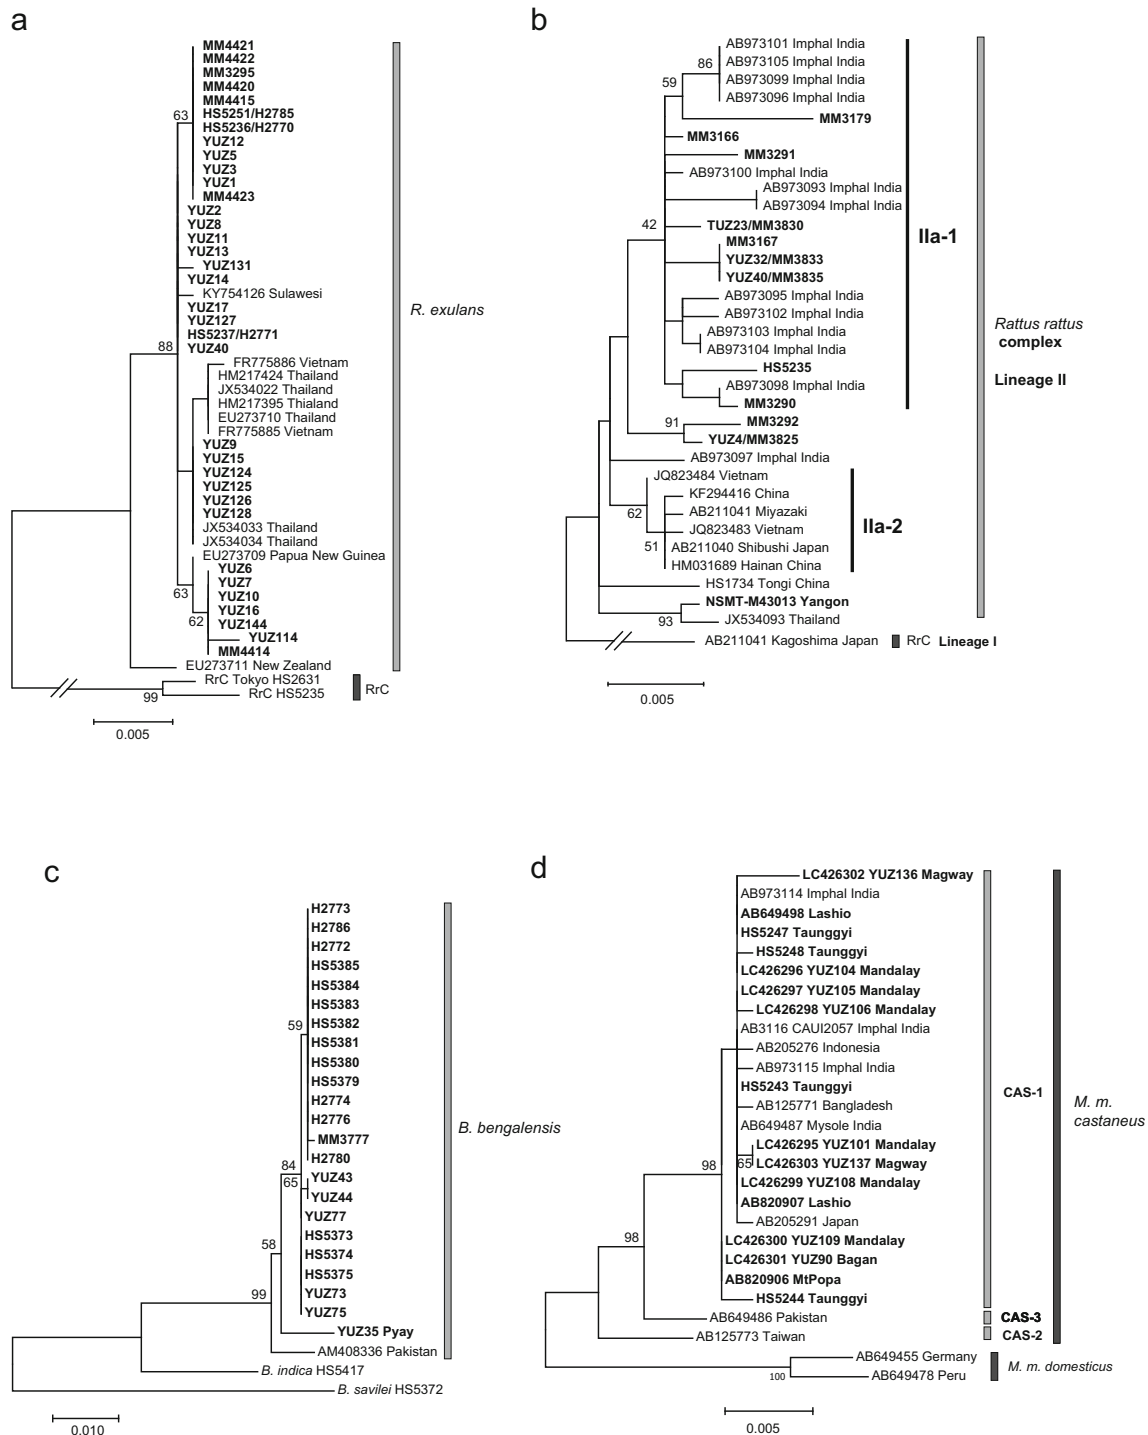 a
MM4421
MM4422
MM3295
MM4420
MM4415
HS5251/H2785
63
HS5236/H2770
YUZ12
YUZ5
YUZ3
YUZ1
MM4423
YUZ2
YUZ8
YUZ11
YUZ13
YUZ131
YUZ14
KY754126 Sulawesi
YUZ17
YUZ127
HS5237/H2771
YUZ40
88
FR775886 Vietnam
HM217424 Thailand
JX534022 Thailand
HM217395 Thialand
EU273710 Thailand
FR775885 Vietnam
YUZ9
YUZ15
YUZ124
YUZ125
YUZ126
YUZ128
JX534033 Thailand
JX534034 Thailand
EU273709 Papua New Guinea
YUZ6
YUZ7
63
YUZ10
YUZ16
62
YUZ144
YUZ114
MM4414
EU273711 New Zealand
RrC Tokyo HS2631
99
RrC HS5235
R. exulans
RrC
0.005
b
AB973101 Imphal India
86
AB973105 Imphal India
59
AB973099 Imphal India
AB973096 Imphal India
MM3179
MM3166
MM3291
AB973100 Imphal India
AB973093 Imphal India
AB973094 Imphal India
42
TUZ23/MM3830
MM3167
YUZ32/MM3833
YUZ40/MM3835
AB973095 Imphal India
AB973102 Imphal India
AB973103 Imphal India
AB973104 Imphal India
HS5235
AB973098 Imphal India
MM3290
91
MM3292
YUZ4/MM3825
AB973097 Imphal India
JQ823484 Vietnam
KF294416 China
62
AB211041 Miyazaki
JQ823483 Vietnam
51
AB211040 Shibushi Japan
HM031689 Hainan China
HS1734 Tongi China
NSMT-M43013 Yangon
93
JX534093 Thailand
AB211041 Kagoshima Japan
RrC Lineage I
IIa-1
IIa-2
Rattus rattus
complex
Lineage II
0.005
c
H2773
H2786
H2772
HS5385
HS5384
HS5383
59
HS5382
HS5381
HS5380
HS5379
H2774
H2776
MM3777
H2780
84
YUZ43
65
YUZ44
YUZ77
HS5373
58
HS5374
HS5375
99
YUZ73
YUZ75
YUZ35 Pyay
AM408336 Pakistan
B. indica HS5417
B. savilei HS5372
B. bengalensis
0.010
d
LC426302 YUZ136 Magway
AB973114 Imphal India
AB649498 Lashio
HS5247 Taunggyi
HS5248 Taunggyi
LC426296 YUZ104 Mandalay
LC426297 YUZ105 Mandalay
LC426298 YUZ106 Mandalay
AB3116 CAUI2057 Imphal India
AB205276 Indonesia
AB973115 Imphal India
HS5243 Taunggyi
AB125771 Bangladesh
AB649487 Mysole India
LC426295 YUZ101 Mandalay
98
65
LC426303 YUZ137 Magway
LC426299 YUZ108 Mandalay
AB820907 Lashio
AB205291 Japan
98
LC426300 YUZ109 Mandalay
LC426301 YUZ90 Bagan
AB820906 MtPopa
HS5244 Taunggyi
AB649486 Pakistan
AB125773 Taiwan
AB649455 Germany
100
AB649478 Peru
CAS-1
CAS-3
CAS-2
M. m.
castaneus
M. m. domesticus
0.005